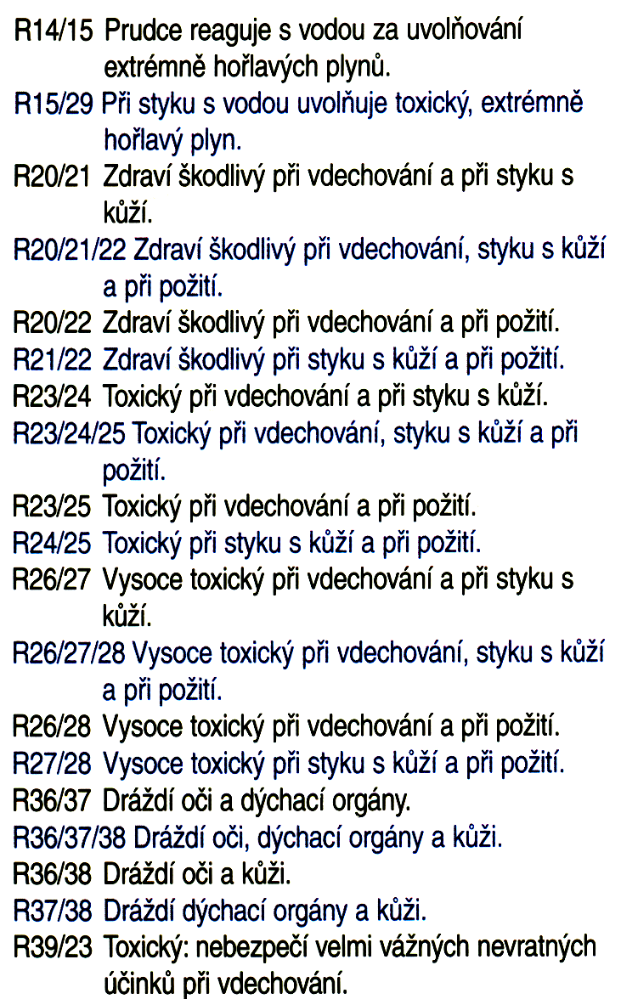 R14/15 Prudce reaguje s vodou za uvolňování
extrémně hořlavých plynů.
R15/29 Při styku s vodou uvolňuje toxický, extrémně
hořlavý plyn.
R20/21 Zdraví škodlivý při vdechování a při styku s
kůží.
R20/21/22 Zdraví škodlivý při vdechování, styku s kůží
a při požití.
R20/22 Zdraví škodlivý při vdechování a při požití.
R21/22 Zdraví škodlivý při styku s kůží a při požití.
R23/24 Toxický při vdechování a při styku s kůží.
R23/24/25 Toxický při vdechování, styku s kůží a při
požití.
R23/25 Toxický při vdechování a při požití.
R24/25 Toxický při styku s kůží a při požití.
R26/27 Vysoce toxický při vdechování a při styku s
kůží.
R26/27/28 Vysoce toxický při vdechování, styku s kůží
a při požití.
R26/28 Vysoce toxický při vdechování a při požití.
R27/28 Vysoce toxický při styku s kůží a při požití.
R36/37 Dráždí oči a dýchací orgány.
R36/37/38 Dráždí oči, dýchací orgány a kůži.
R36/38 Dráždí oči a kůži.
R37/38 Dráždí dýchací orgány a kůži.
R39/23 Toxický: nebezpečí velmi vážných nevratných
účinků při vdechování.